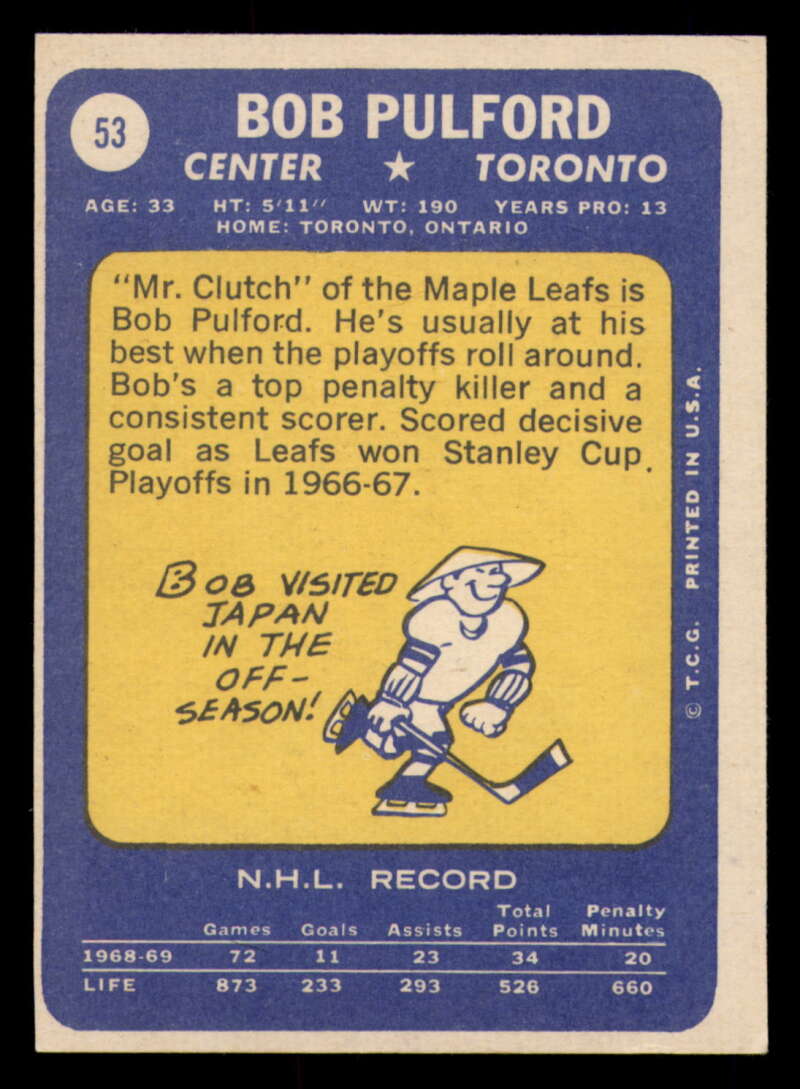 53
BOB PULFORD
CENTER ★ TORONTO
AGE: 33 HT: 5'11" WT: 190 YEARS PRO: 13
HOME: TORONTO, ONTARIO
"Mr. Clutch" of the Maple Leafs is
Bob Pulford. He's usually at his
best when the playoffs roll around.
Bob's a top penalty killer and a
consistent scorer. Scored decisive
goal as Leafs won Stanley Cup.
Playoffs in 1966-67.
BOB VISITED
JAPAN
IN THE
OFF-
SEASON!
© T.C.G. PRINTED IN U.S.A.
N.H.L. RECORD
Games Goals Assists Total Points Penalty Minutes
1968-69 72 11 23 34 20
LIFE 873 233 293 526 660